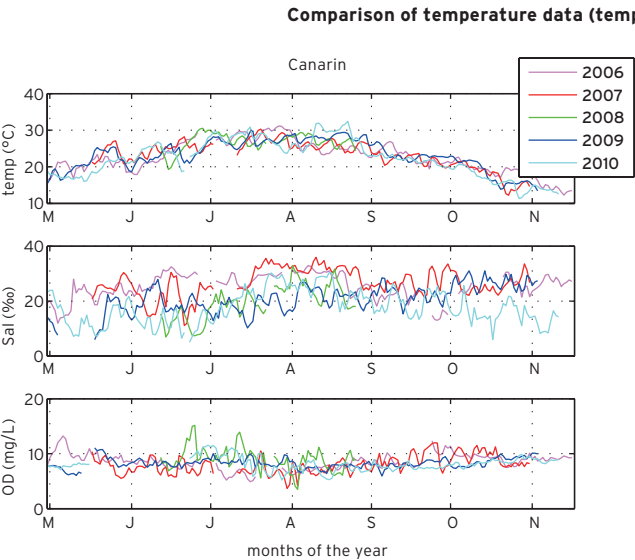 Comparison of temperature data (temp
Canarin
2006
2007
2008
2009
2010
temp (°C)
40
30
20
10
M J J A S O N
Sal (‰)
40
20
0
M J J A S O N
OD (mg/L)
20
10
0
M J J A S O N
months of the year